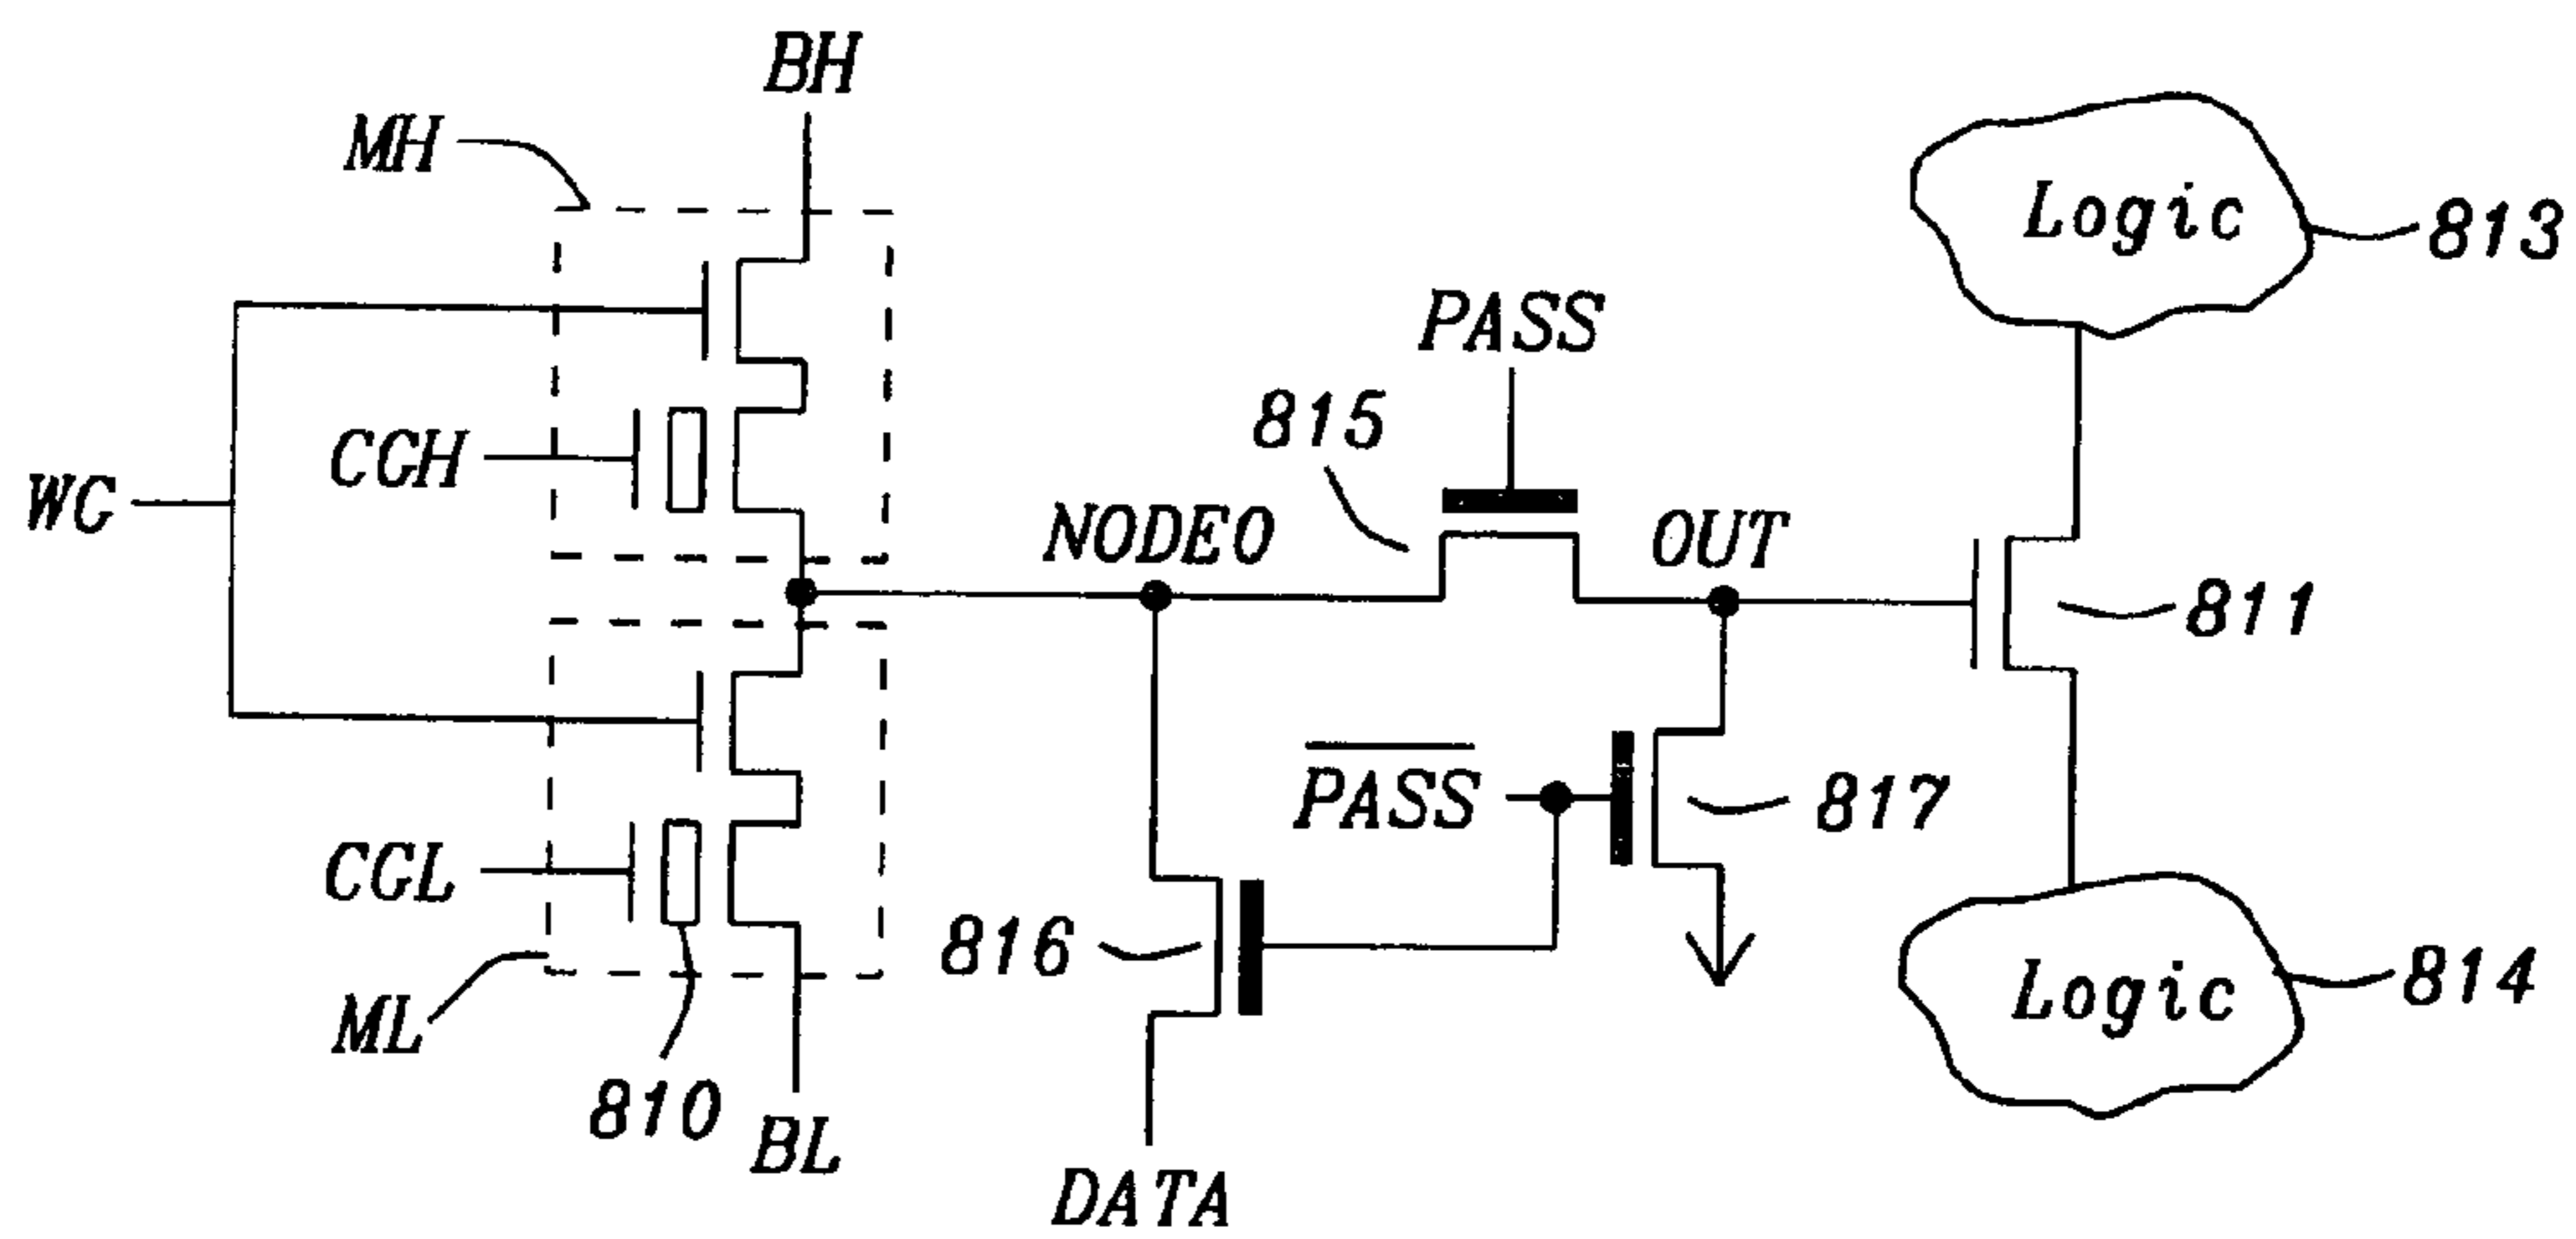 BH
MH
Logic
813
PASS
815
CGH
WG
NODE0
OUT
811
PASS
817
CGL
816
Logic
814
ML
810
BL
DATA